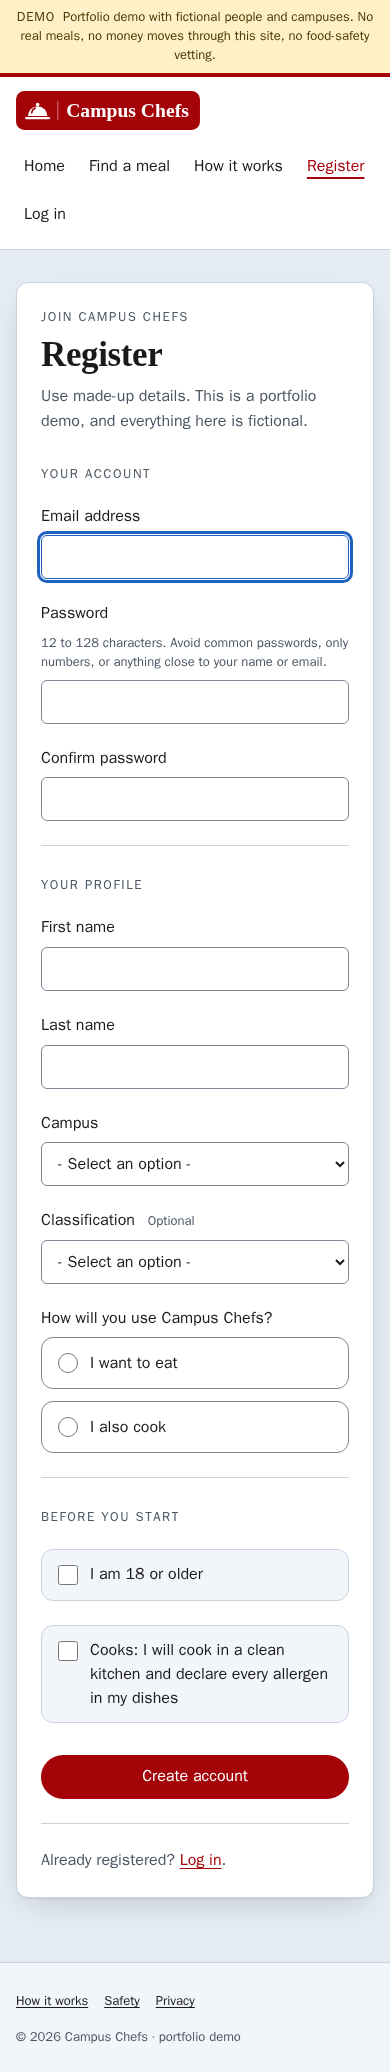 DEMO Portfolio demo with fictional people and campuses. No
real meals, no money moves through this site, no food-safety
vetting.
Campus Chefs
Home Find a meal How it works Register
Log in
JOIN CAMPUS CHEFS
Register
Use made-up details. This is a portfolio
demo, and everything here is fictional.
YOUR ACCOUNT
Email address
Password
12 to 128 characters. Avoid common passwords, only
numbers, or anything close to your name or email.
Confirm password
YOUR PROFILE
First name
Last name
Campus
- Select an option -
Classification Optional
- Select an option -
How will you use Campus Chefs?
I want to eat
I also cook
BEFORE YOU START
I am 18 or older
Cooks: I will cook in a clean
kitchen and declare every allergen
in my dishes
Create account
Already registered? Log in.
How it works Safety Privacy
© 2026 Campus Chefs · portfolio demo